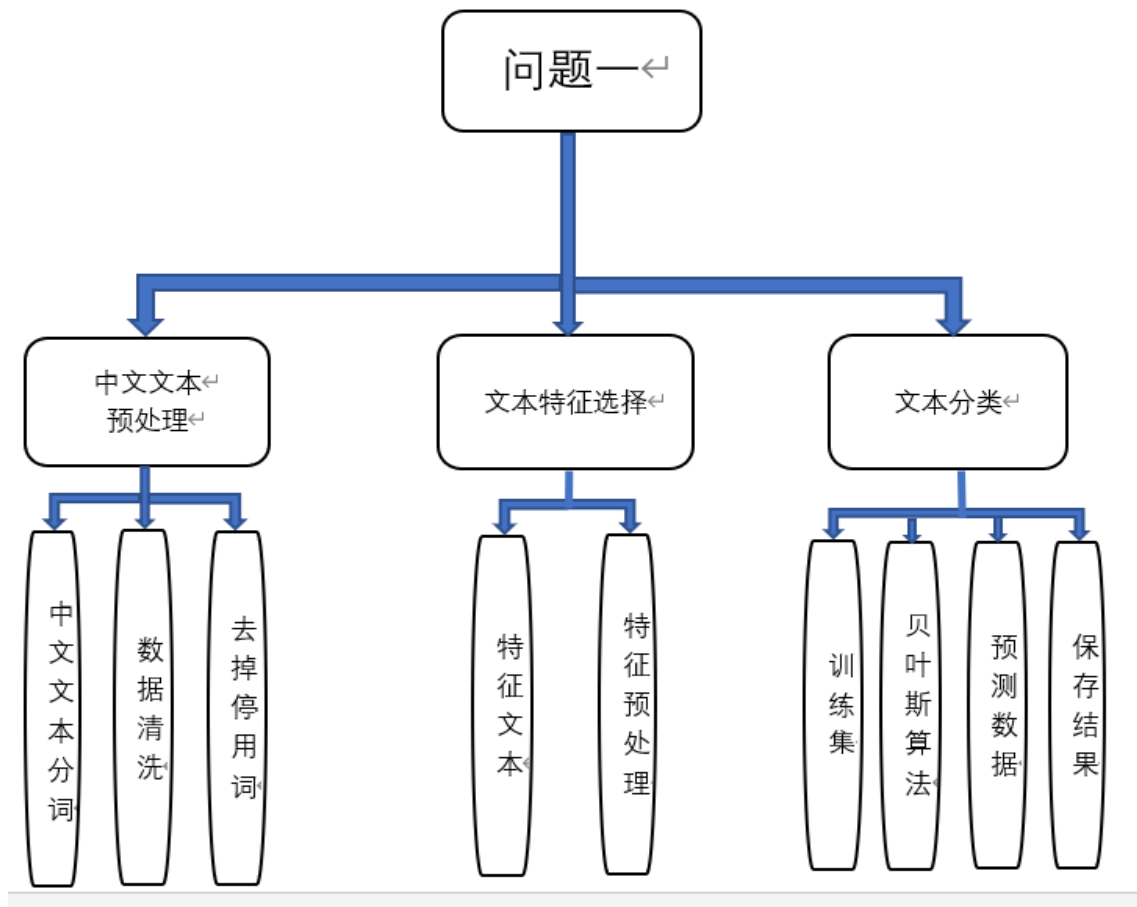 问题一
中文文本
预处理
文本特征选择
文本分类
中文文本分词
数据清洗
去掉停用词
特征文本
特征预处理
训练集
贝叶斯算法
预测数据
保存结果